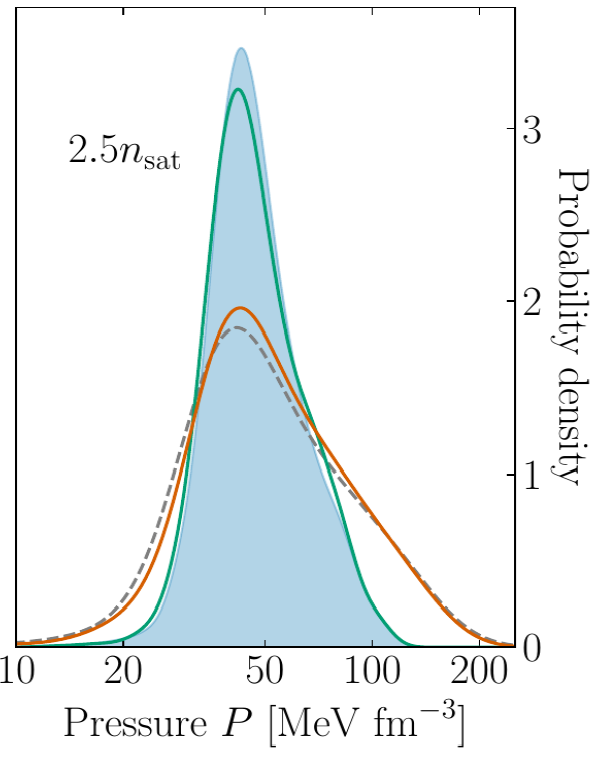 2.5n_sat
3
2
1
0
Probability density
10 20 50 100 200
Pressure P [MeV fm⁻³]